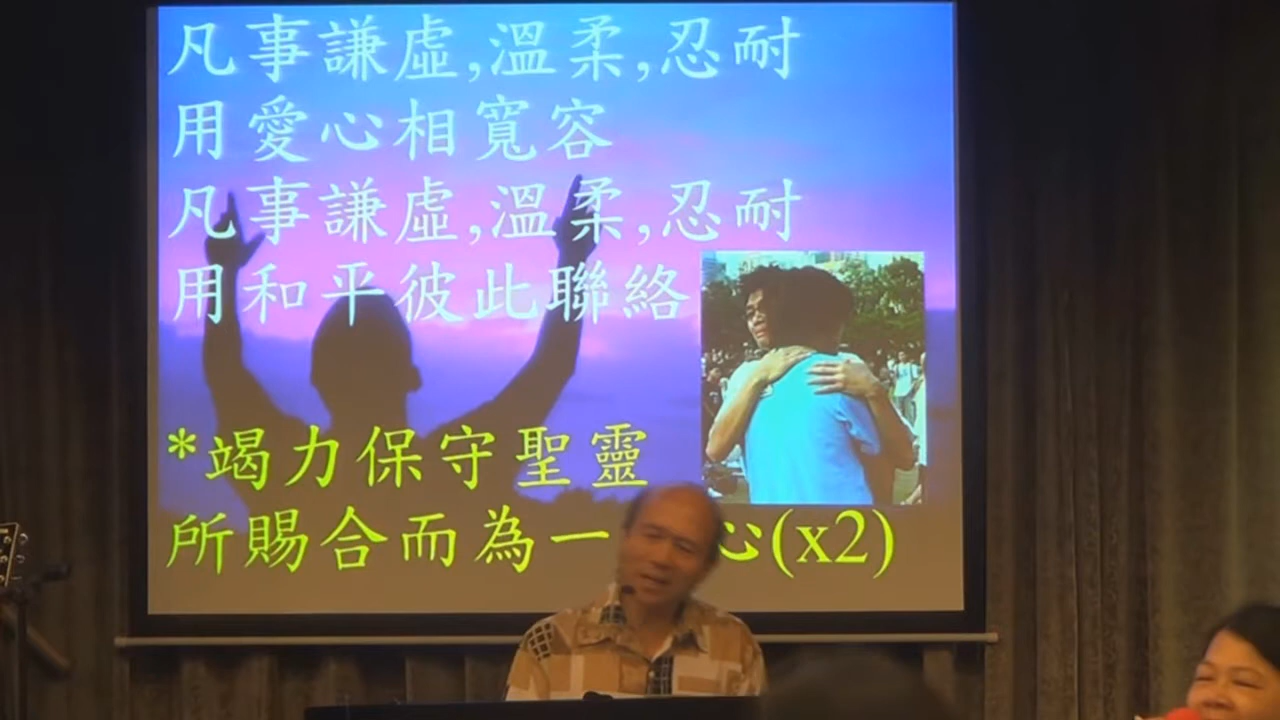 凡事謙虛,溫柔,忍耐
用愛心相寬容
凡事謙虛,溫柔,忍耐
用和平彼此聯絡
*竭力保守聖靈
所賜合而為一 心(x2)